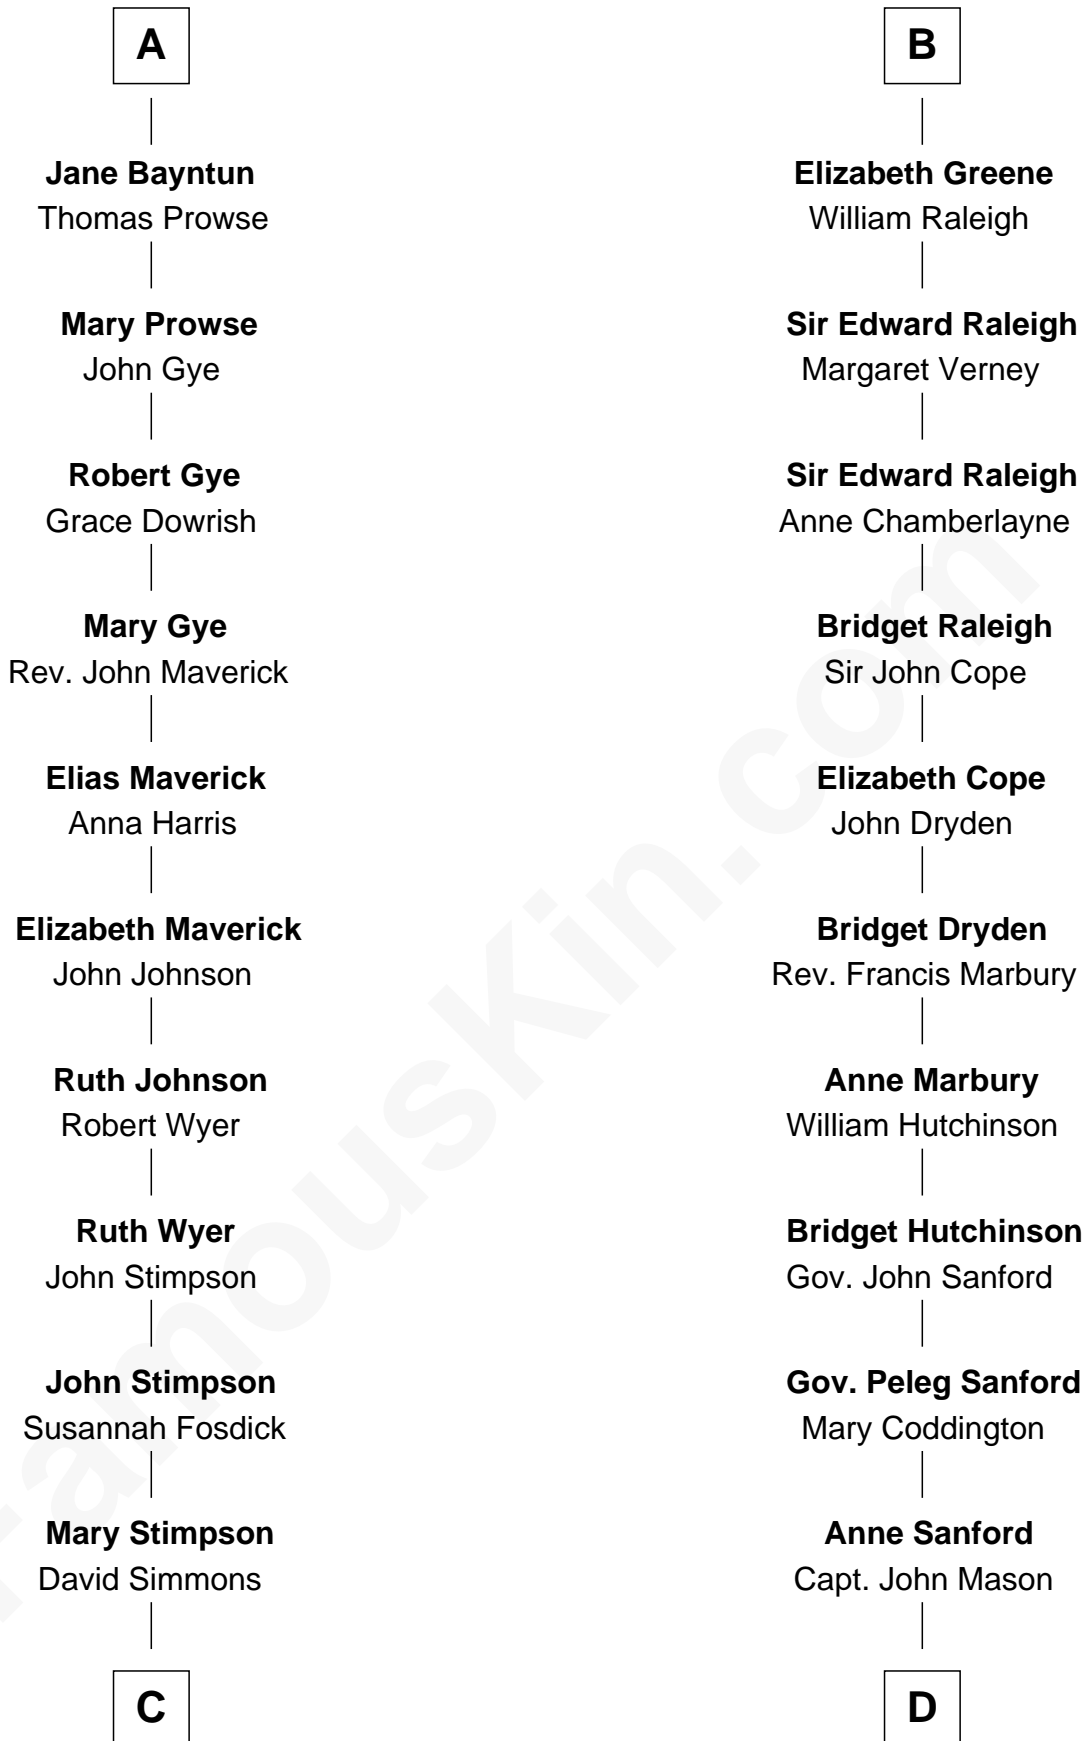 A
Jane Bayntun
Thomas Prowse
Mary Prowse
John Gye
Robert Gye
Grace Dowrish
Mary Gye
Rev. John Maverick
Elias Maverick
Anna Harris
Elizabeth Maverick
John Johnson
Ruth Johnson
Robert Wyer
Ruth Wyer
John Stimpson
John Stimpson
Susannah Fosdick
Mary Stimpson
David Simmons
C
B
Elizabeth Greene
William Raleigh
Sir Edward Raleigh
Margaret Verney
Sir Edward Raleigh
Anne Chamberlayne
Bridget Raleigh
Sir John Cope
Elizabeth Cope
John Dryden
Bridget Dryden
Rev. Francis Marbury
Anne Marbury
William Hutchinson
Bridget Hutchinson
Gov. John Sanford
Gov. Peleg Sanford
Mary Coddington
Anne Sanford
Capt. John Mason
D
FamousKin.com